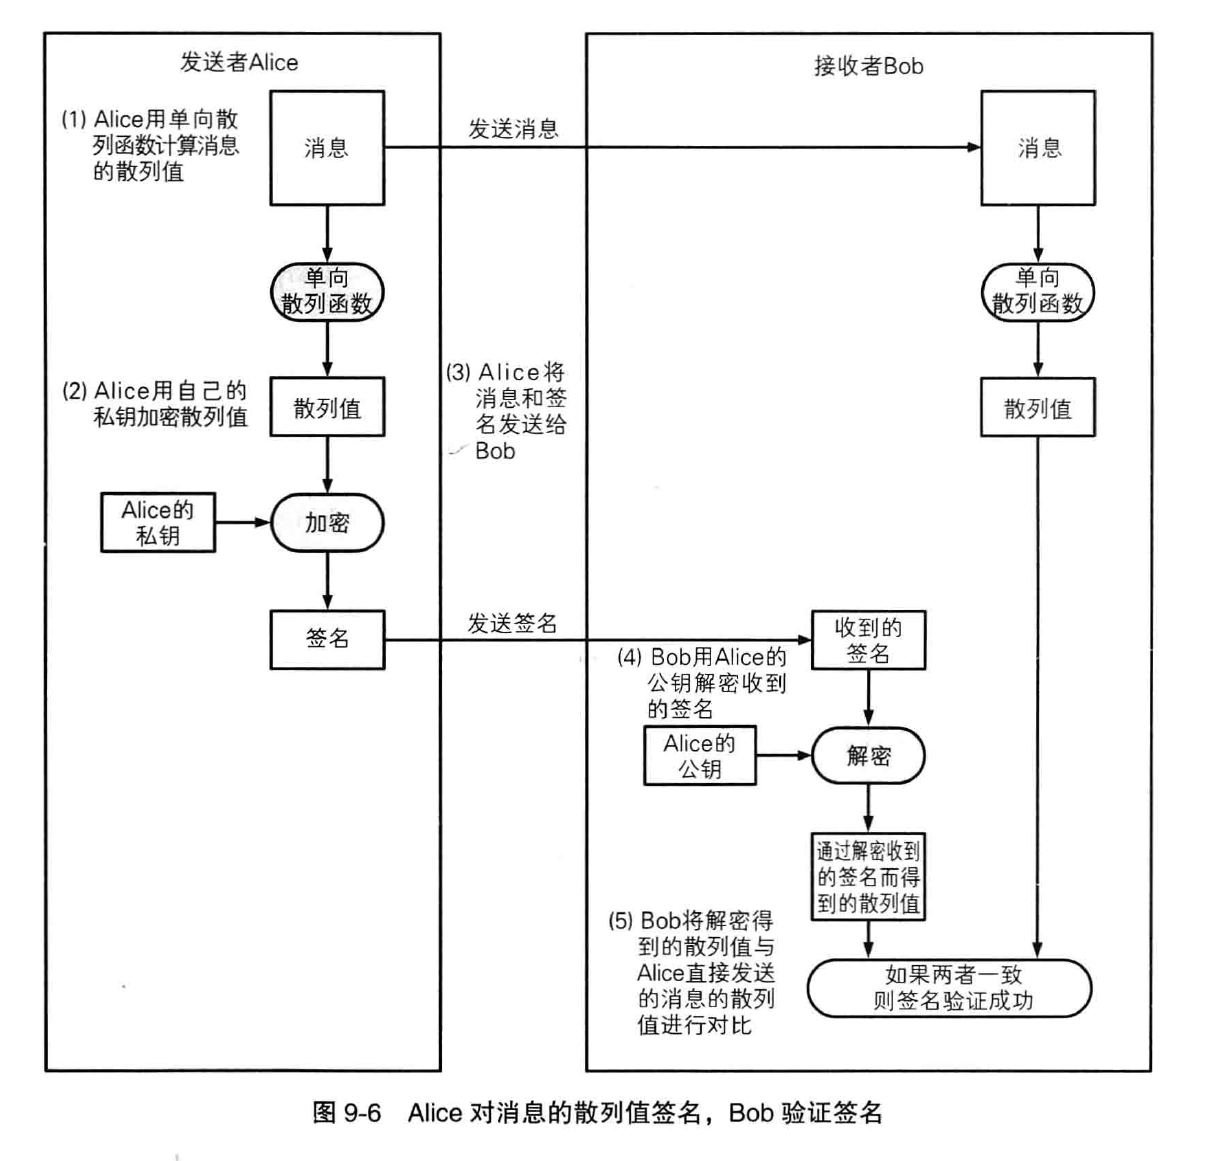 发送者Alice
接收者Bob
(1) Alice用单向散
列函数计算消息
的散列值
消息
发送消息
消息
单向
散列函数
单向
散列函数
(2) Alice用自己的
私钥加密散列值
散列值
(3) Alice将
消息和签
名发送给
Bob
散列值
Alice的
私钥
加密
签名
发送签名
收到的
签名
(4) Bob用Alice的
公钥解密收到
的签名
Alice的
公钥
解密
通过解密收到
的签名而得
到的散列值
(5) Bob将解密得
到的散列值与
Alice直接发送
的消息的散列
值进行对比
如果两者一致
则签名验证成功
图 9-6 Alice 对消息的散列值签名，Bob 验证签名